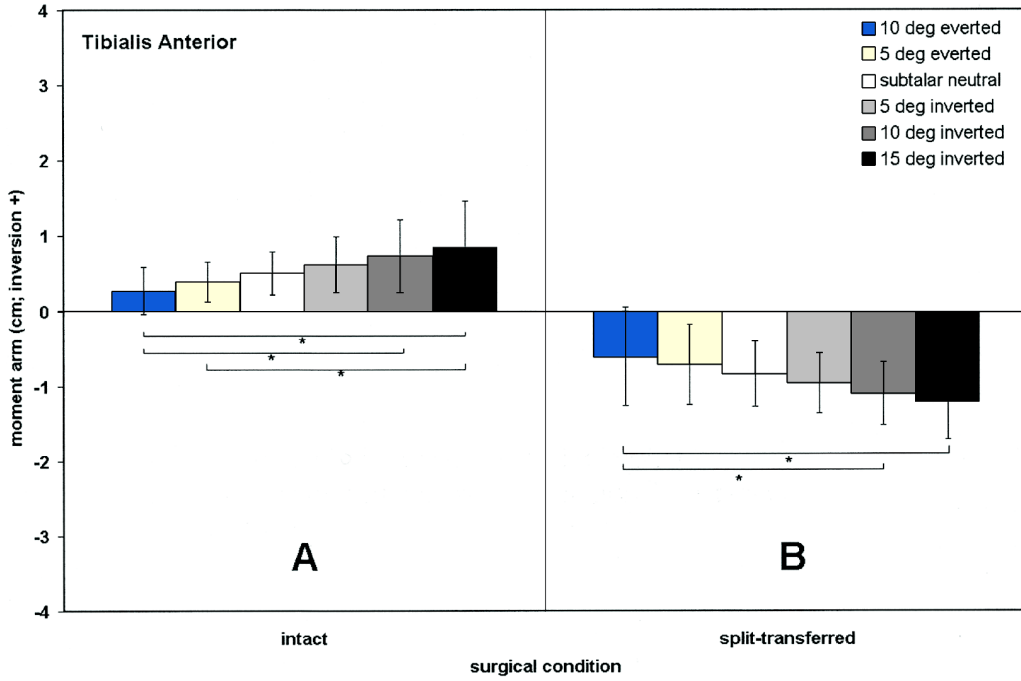 Tibialis Anterior
10 deg everted
5 deg everted
subtalar neutral
5 deg inverted
10 deg inverted
15 deg inverted
moment arm (cm; inversion +)
4
3
2
1
0
-1
-2
-3
-4
*
*
*
*
*
A
B
intact
split-transferred
surgical condition